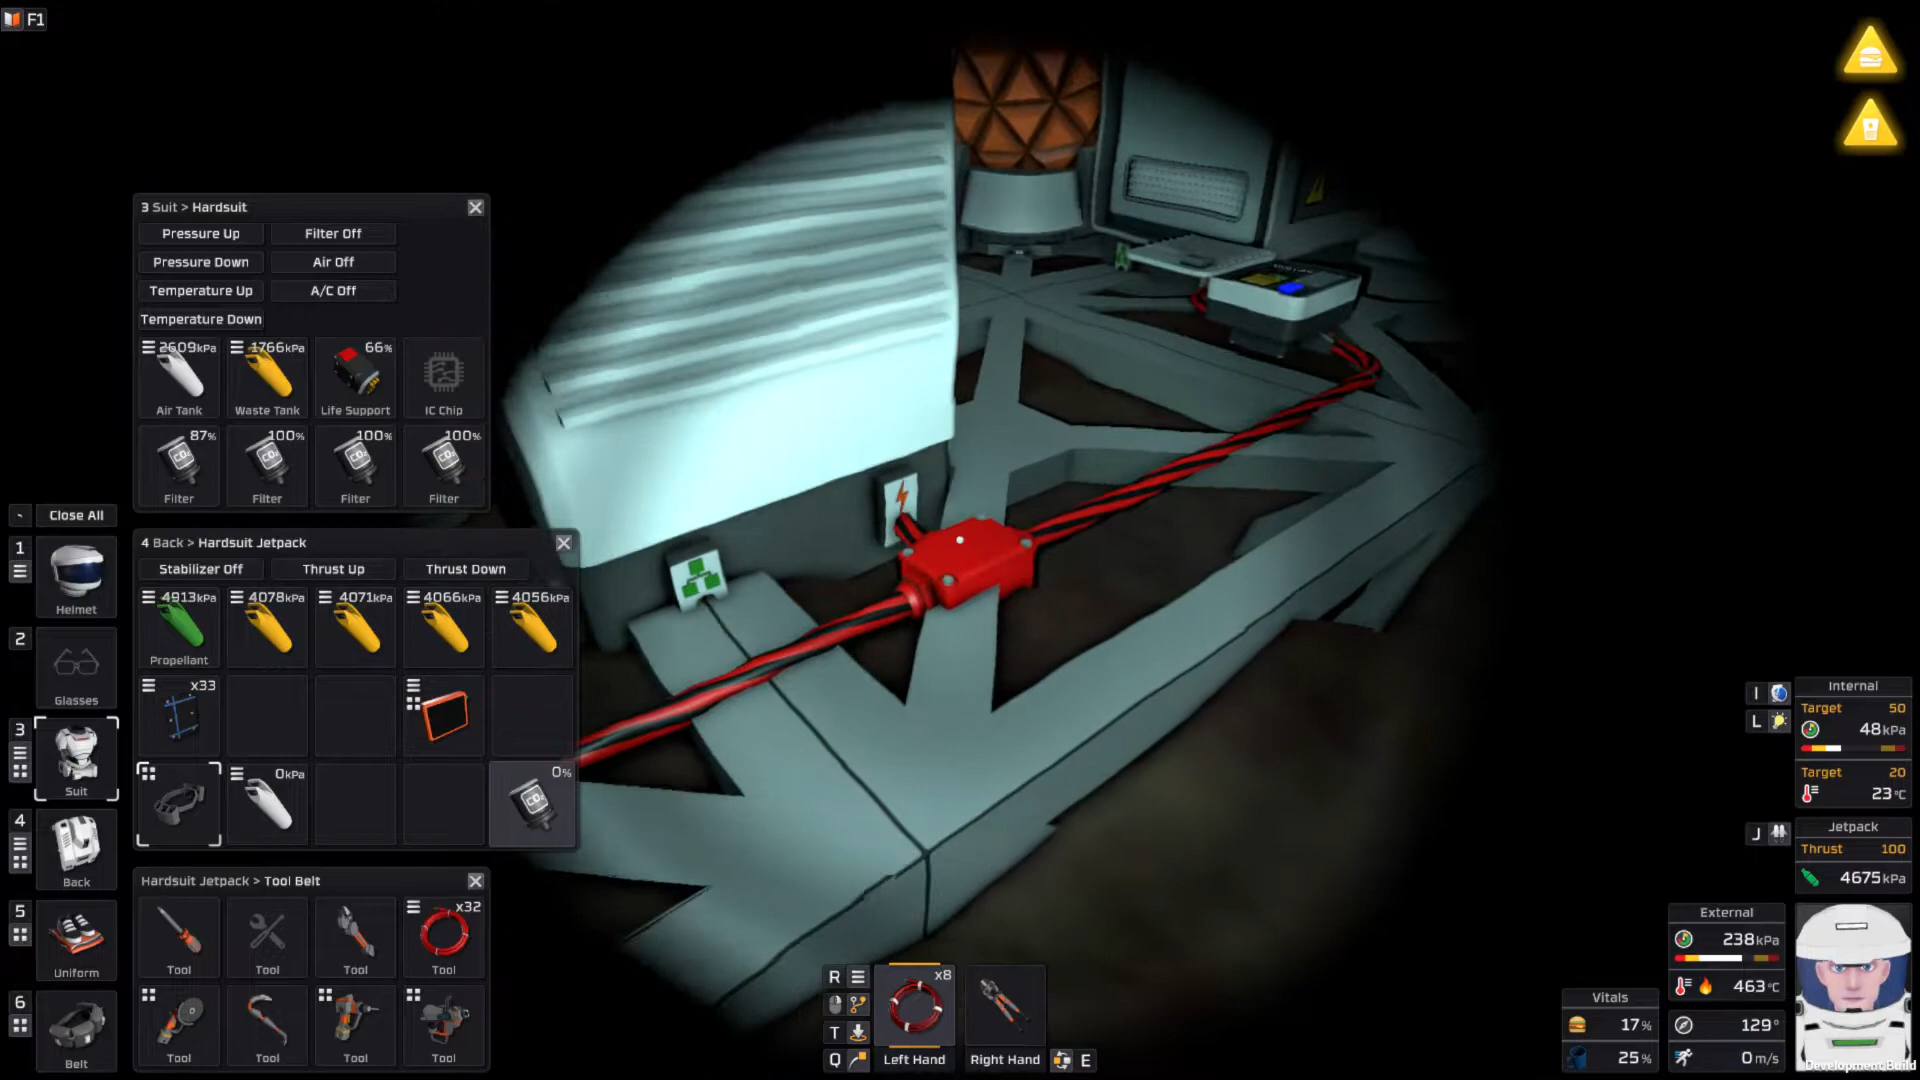 F1
3 Suit > Hardsuit
Pressure Up
Filter Off
Pressure Down
Air Off
Temperature Up
A/C Off
Temperature Down
2609kPa
1766kPa
66%
Air Tank
Waste Tank
Life Support
IC Chip
87%
100%
100%
100%
CO₂
CO₂
CO₂
CO₂
Filter
Filter
Filter
Filter
Close All
4 Back > Hardsuit Jetpack
Stabilizer Off
Thrust Up
Thrust Down
4913kPa
4078kPa
4071kPa
4066kPa
4056kPa
Propellant
x33
0kPa
0%
CO₂
Hardsuit Jetpack > Tool Belt
x32
Tool
Tool
Tool
Tool
Tool
Tool
Tool
Tool
1
Helmet
2
Glasses
3
Suit
4
Back
5
Uniform
6
Belt
R
T
Q
x8
Left Hand
Right Hand
E
I
L
Internal
Target 50
48kPa
Target 20
23°C
J
Jetpack
Thrust 100
4675kPa
External
238kPa
463°C
129°
0m/s
Vitals
17%
25%
Development Build